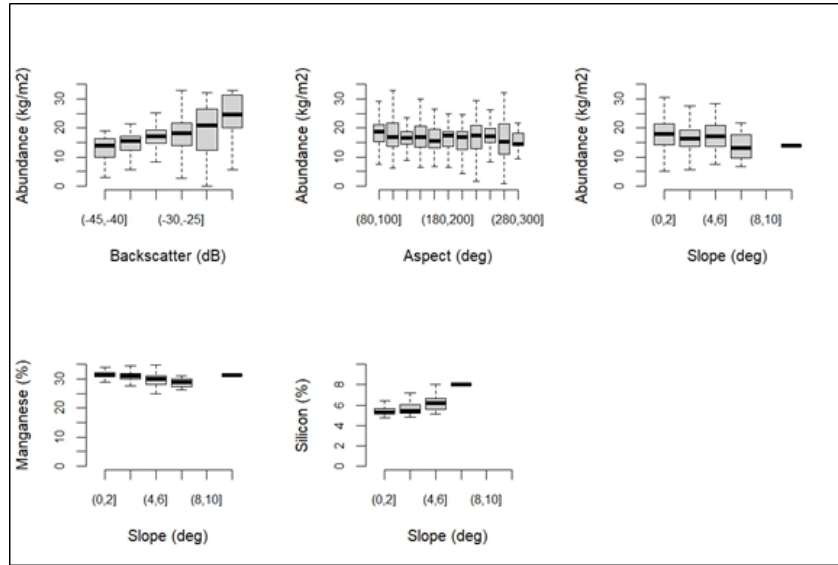 Abundance (kg/m2)
0 10 20 30
(-45,-40] (-30,-25]
Backscatter (dB)
Abundance (kg/m2)
0 10 20 30
(80,100] (180,200] (280,300]
Aspect (deg)
Abundance (kg/m2)
0 10 20 30
(0,2] (4,6] (8,10]
Slope (deg)
Manganese (%)
0 10 20 30
(0,2] (4,6] (8,10]
Slope (deg)
Silicon (%)
0 2 4 6 8
(0,2] (4,6] (8,10]
Slope (deg)